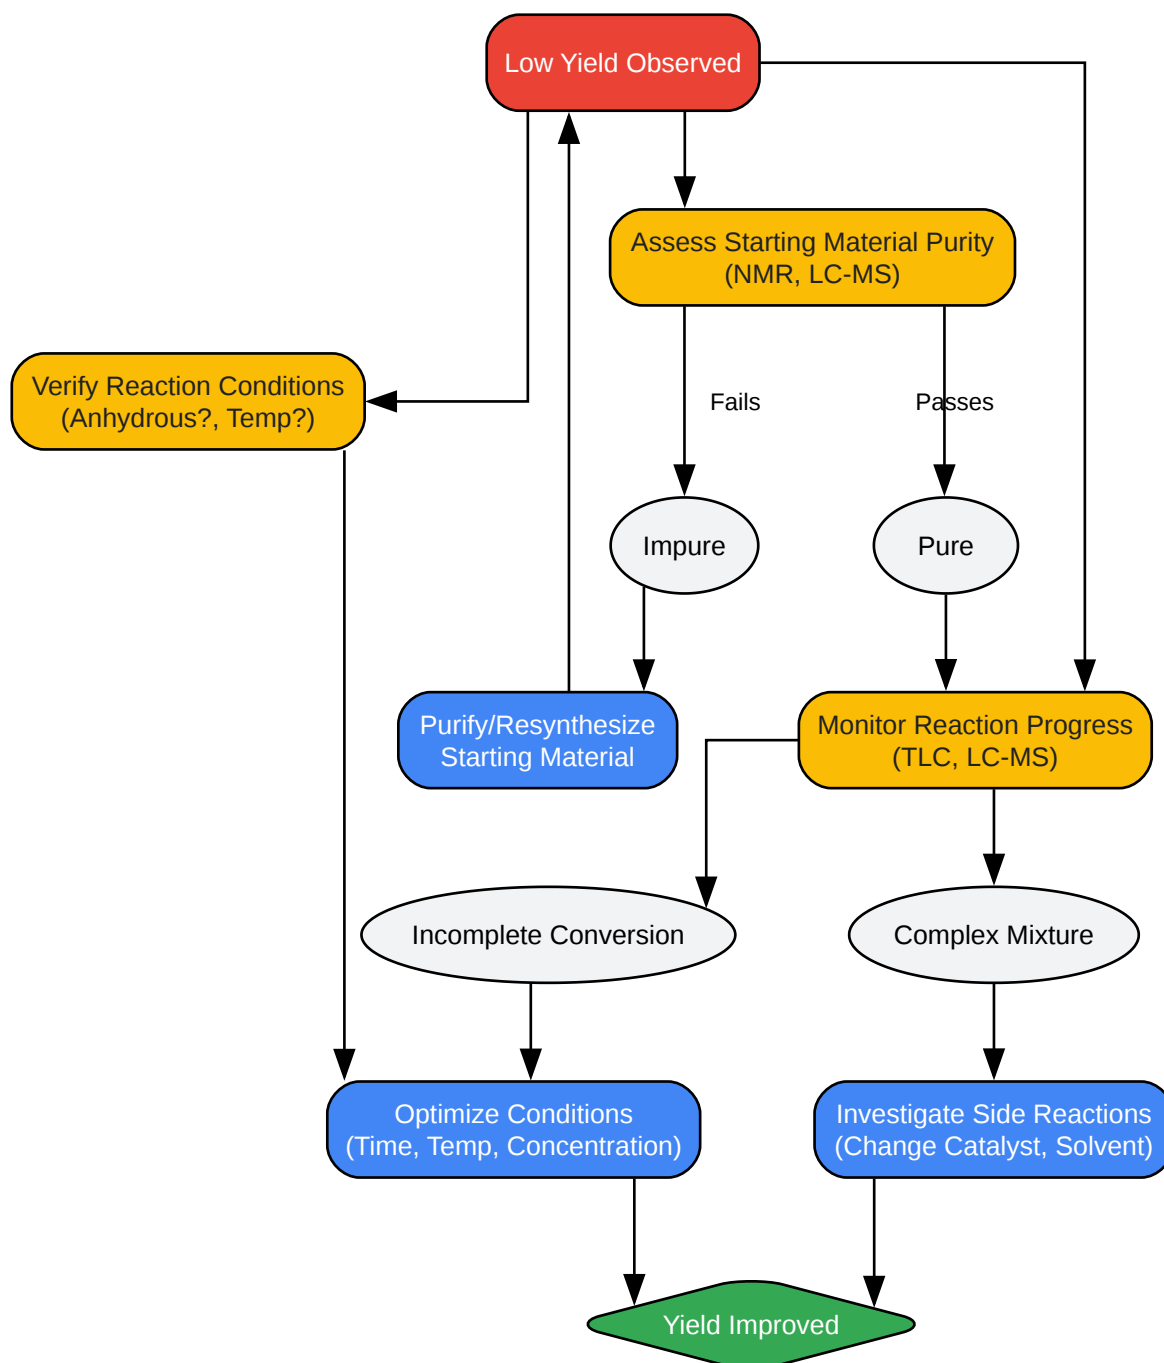 Low Yield Observed
Assess Starting Material Purity
(NMR, LC-MS)
Verify Reaction Conditions
(Anhydrous?, Temp?)
Fails
Passes
Impure
Pure
Purify/Resynthesize
Starting Material
Monitor Reaction Progress
(TLC, LC-MS)
Incomplete Conversion
Complex Mixture
Optimize Conditions
(Time, Temp, Concentration)
Investigate Side Reactions
(Change Catalyst, Solvent)
Yield Improved